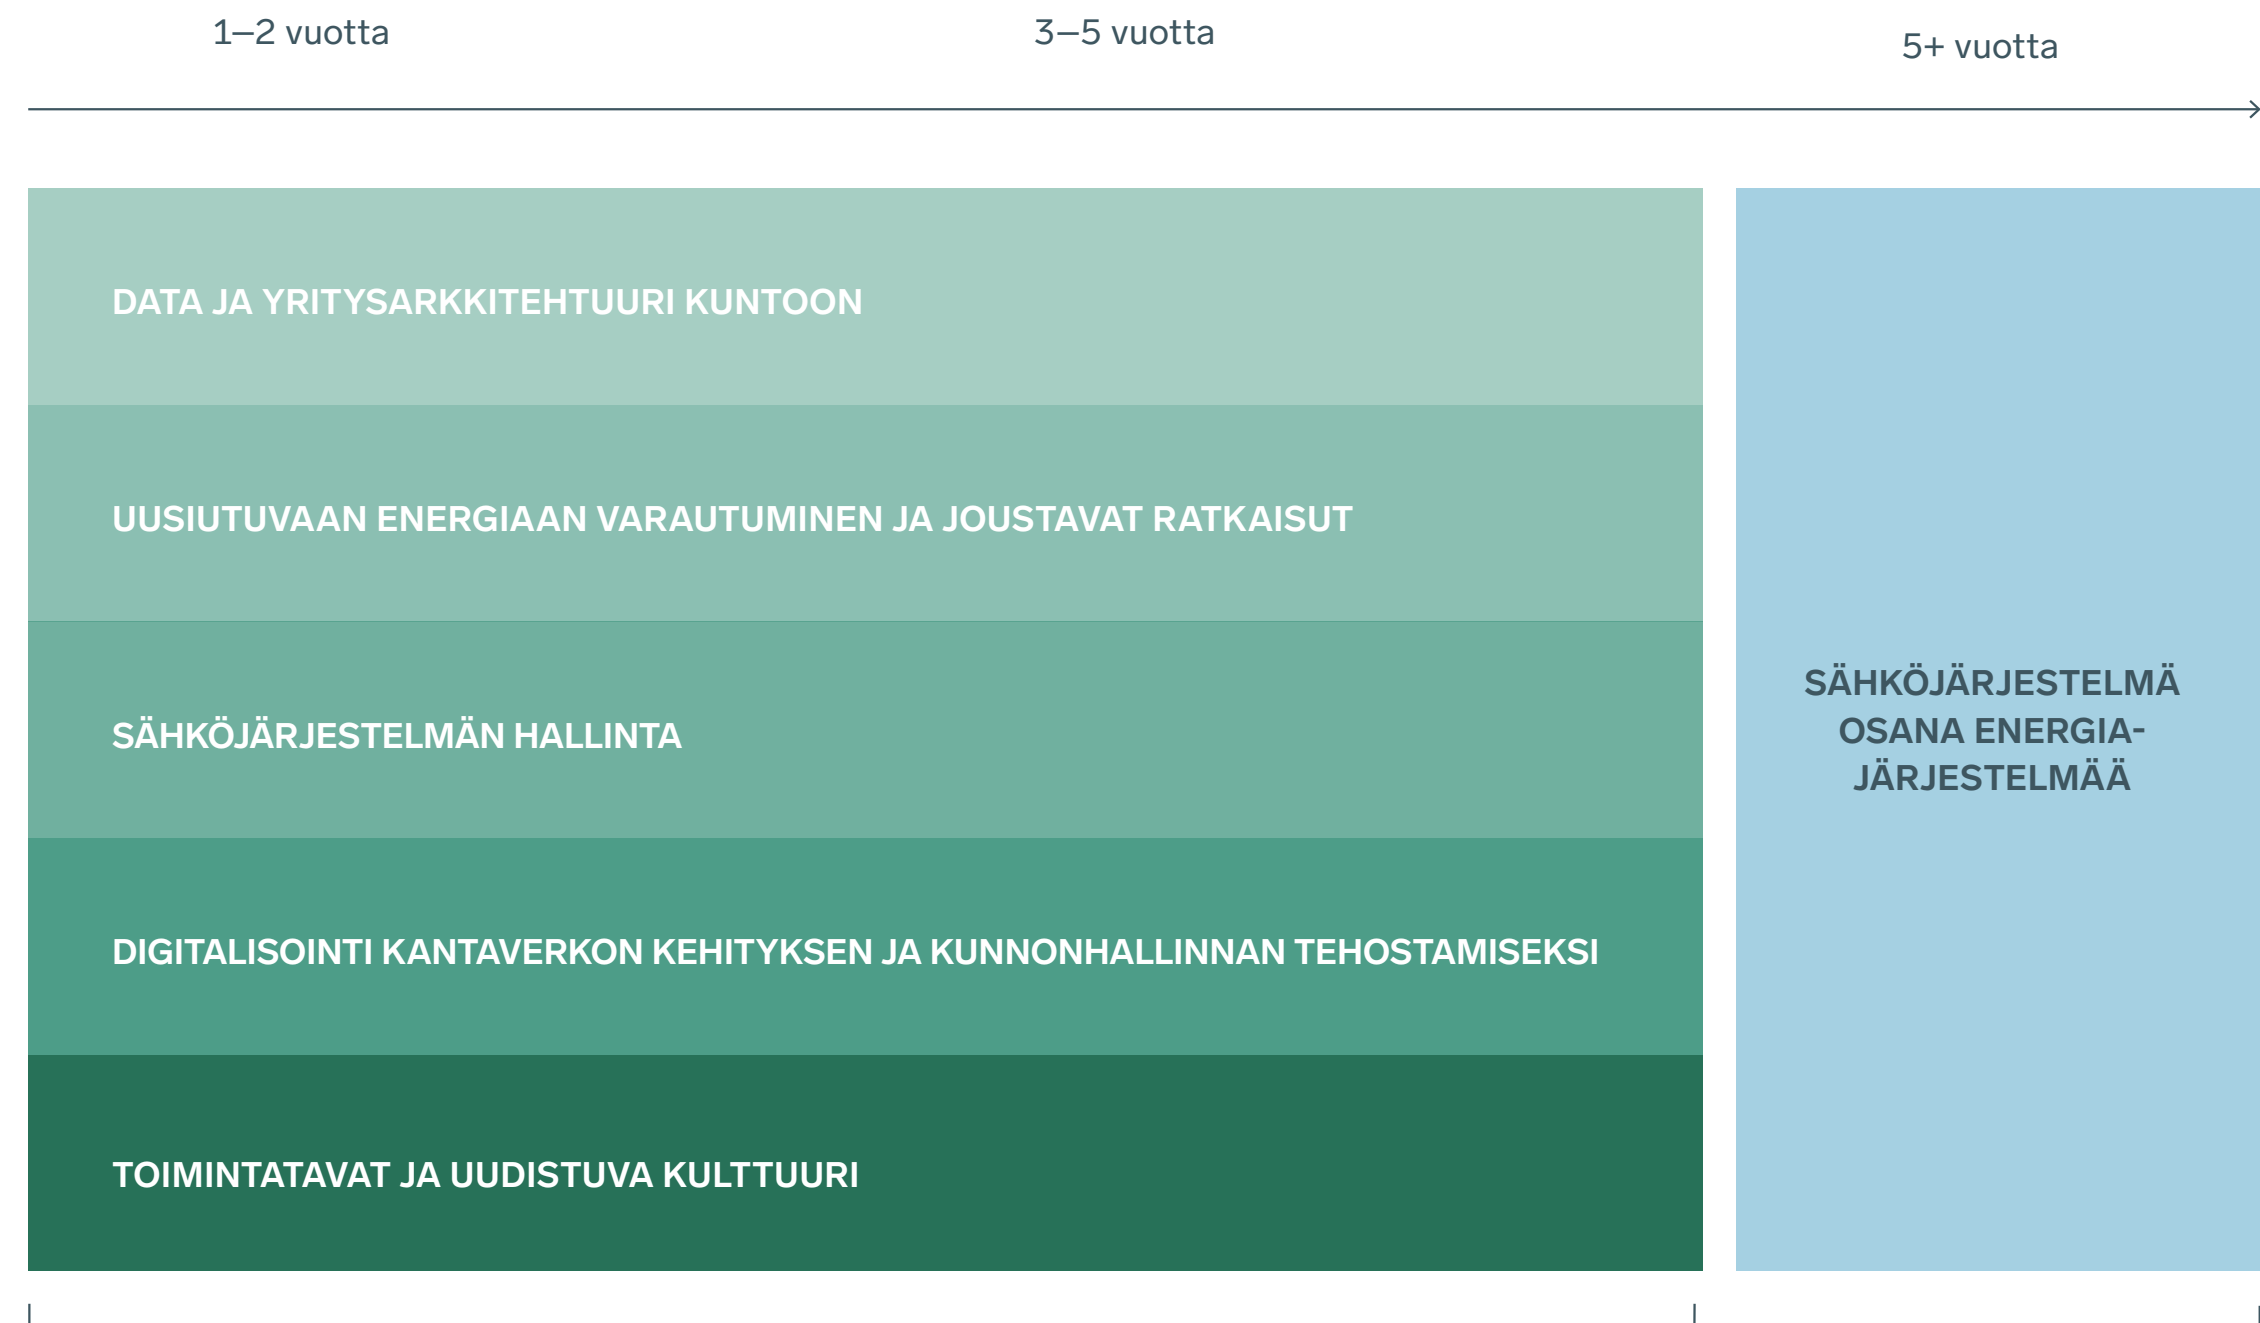 1–2 vuotta
3–5 vuotta
5+ vuotta
DATA JA YRITYSARKKITEHTUURI KUNTOON
UUSIUTUVAAN ENERGIAAN VARAUTUMINEN JA JOUSTAVAT RATKAISUT
SÄHKÖJÄRJESTELMÄN HALLINTA
DIGITALISOINTI KANTAVERKON KEHITYKSEN JA KUNNONHALLINNAN TEHOSTAMISEKSI
TOIMINTATAVAT JA UUDISTUVA KULTTUURI
SÄHKÖJÄRJESTELMÄ
OSANA ENERGIA-
JÄRJESTELMÄÄ